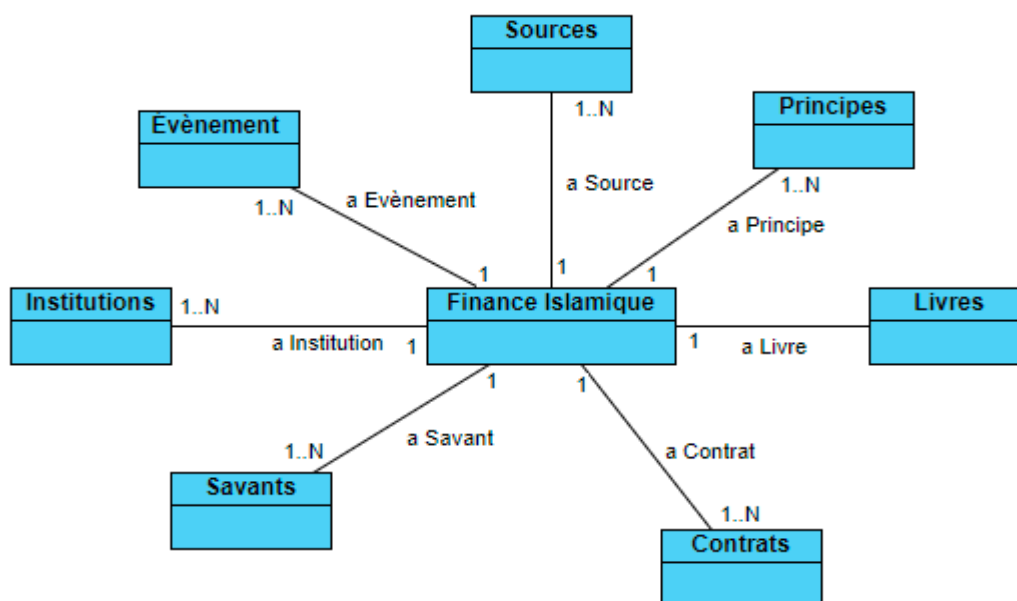 Sources
1..N
Principes
1..N
Évènement
1..N
a Source
a Evènement
a Principe
1
1
1
Institutions
1..N
Finance Islamique
Livres
a Institution
1
1
a Livre
1
1
a Savant
a Contrat
1..N
Savants
1..N
Contrats